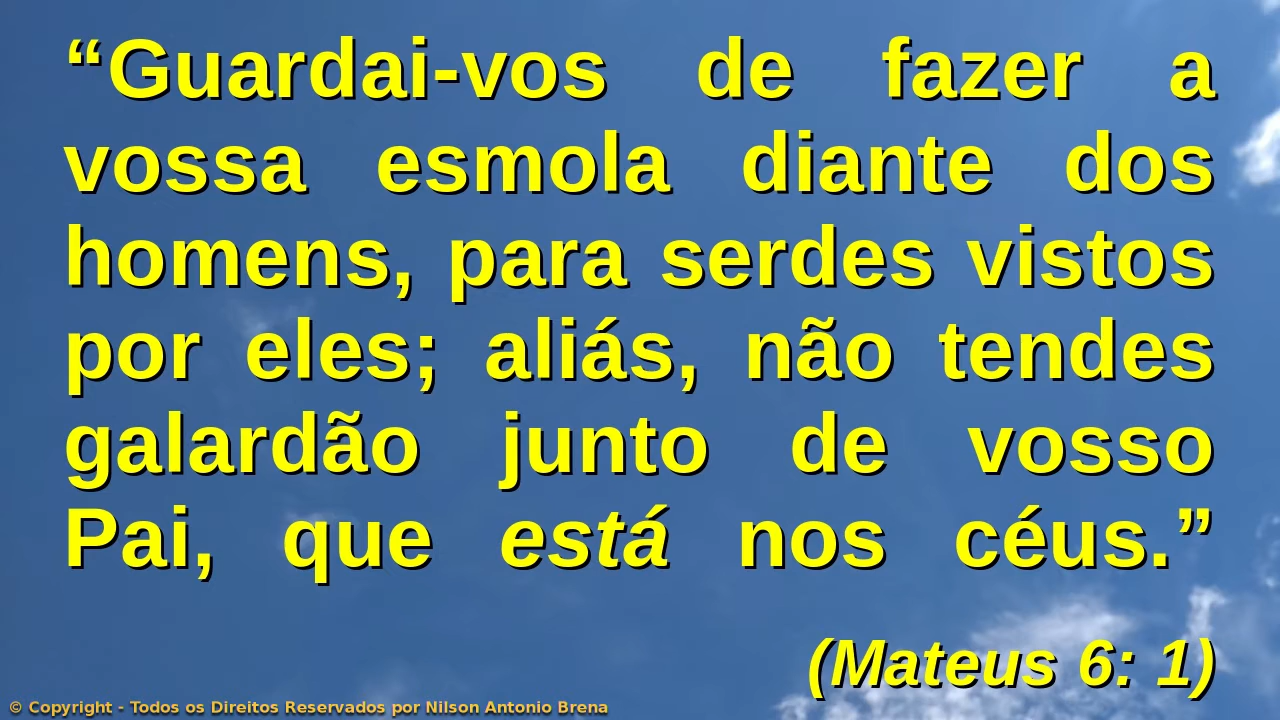 “Guardai-vos de fazer a
vossa esmola diante dos
homens, para serdes vistos
por eles; aliás, não tendes
galardão junto de vosso
Pai, que está nos céus.”
(Mateus 6: 1)
© Copyright - Todos os Direitos Reservados por Nilson Antonio Brena